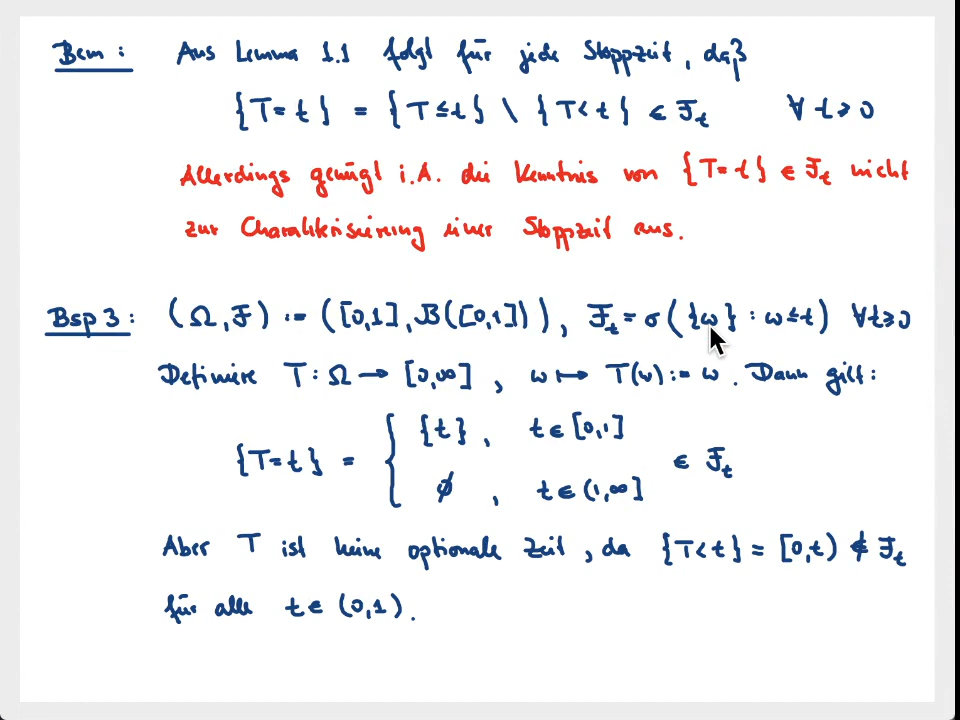 Bem: Aus Lemma 1.1 folgt für jede Stoppzeit, daß
{T=t} = {T≤t} \ {T<t} ∈ 𝓕_t ∀ t≥0
Allerdings genügt i.A. die Kenntnis von {T=t} ∈ 𝓕_t nicht
zur Charakterisierung einer Stoppzeit aus.
Bsp 3: (Ω, 𝓕) := ([0,1], 𝓑([0,1])), 𝓕_t = σ({ω} : ω≤t) ∀t≥0
Definiere T: Ω → [0,∞], ω ↦ T(ω) := ω. Dann gilt:
{T=t} = { {t}, t ∈ [0,1]
∅, t ∈ (1,∞] ∈ 𝓕_t
Aber T ist keine optionale Zeit, da {T<t} = [0,t) ∉ 𝓕_t
für alle t ∈ (0,1).